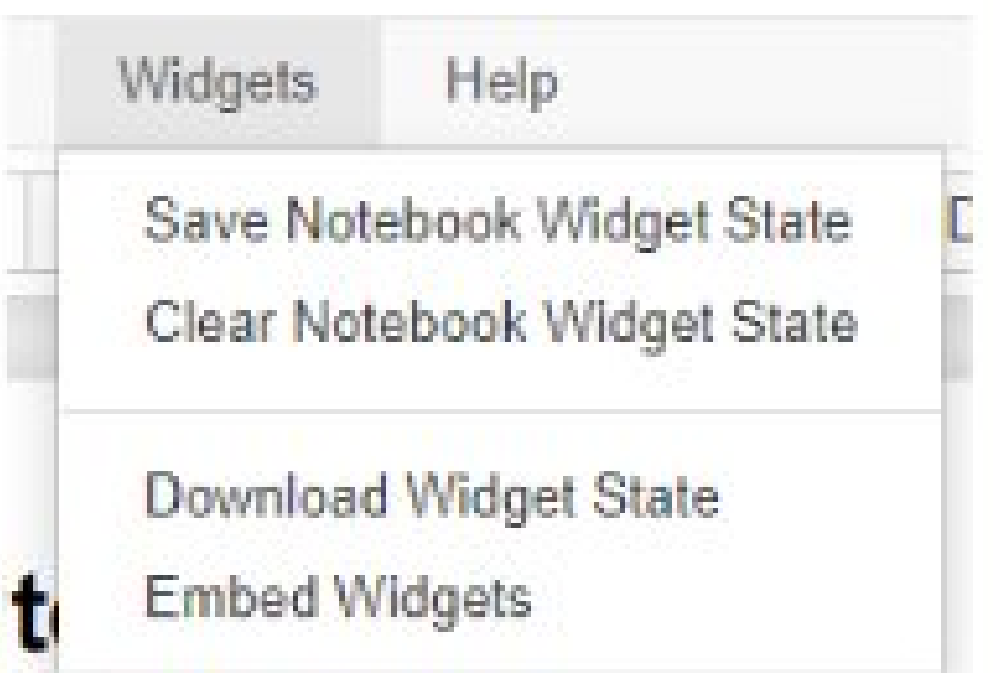 Widgets Help
Save Notebook Widget State
Clear Notebook Widget State
Download Widget State
Embed Widgets